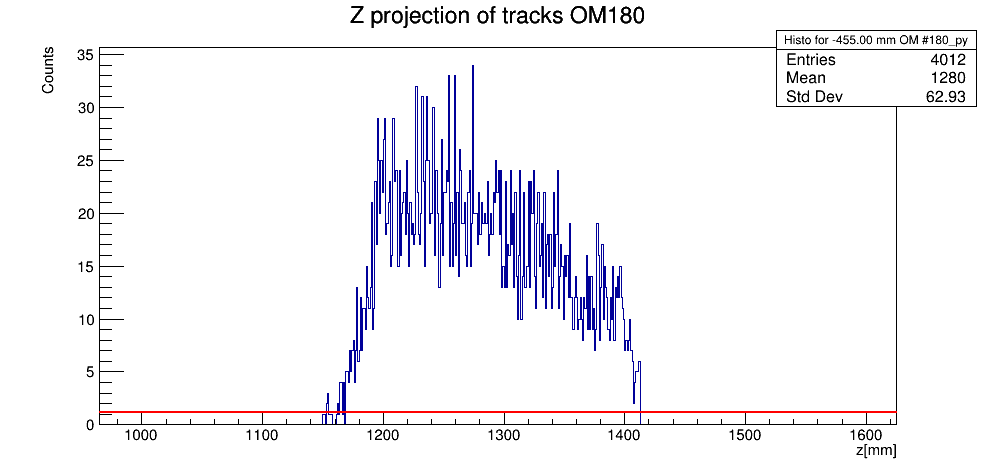 Z projection of tracks OM180
Histo for -455.00 mm OM #180_py
Entries 4012
Mean 1280
Std Dev 62.93
Counts
35
30
25
20
15
10
5
0
1000 1100 1200 1300 1400 1500 1600
z[mm]